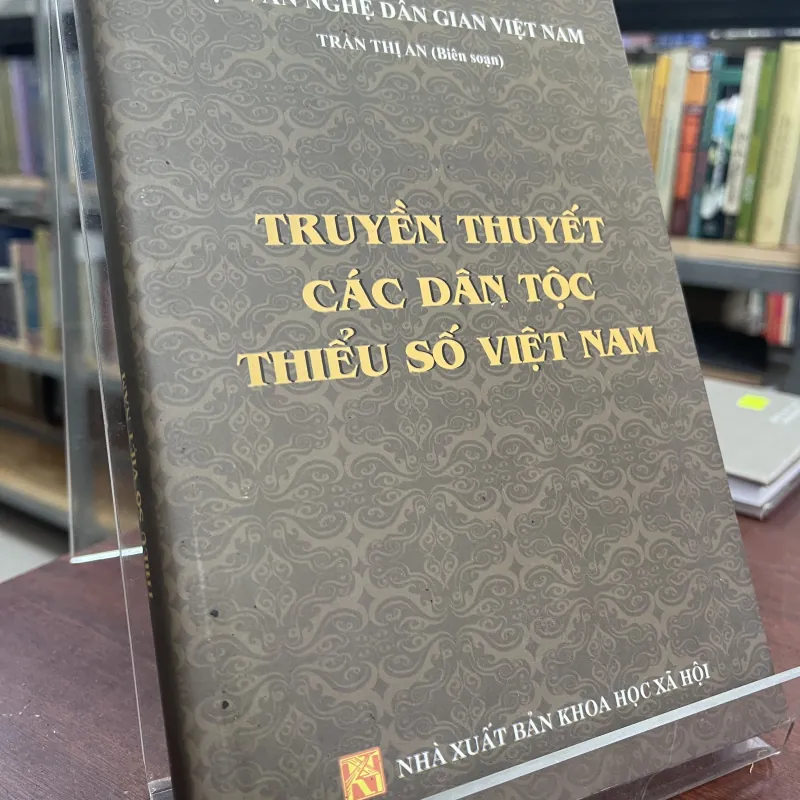 VĂN NGHỆ DÂN GIAN VIỆT NAM
TRẦN THỊ AN (Biên soạn)
TRUYỀN THUYẾT
CÁC DÂN TỘC
THIỂU SỐ VIỆT NAM
NHÀ XUẤT BẢN KHOA HỌC XÃ HỘI